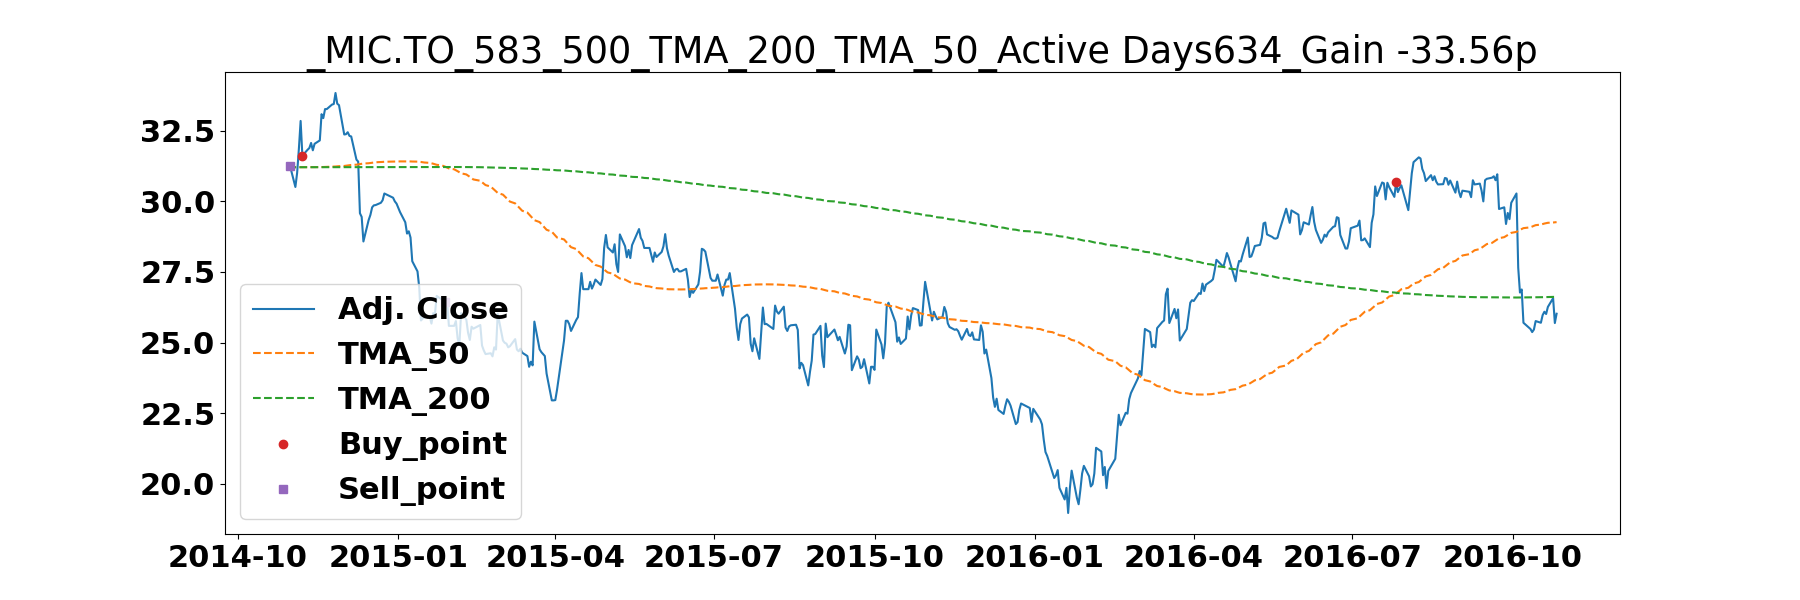 _MIC.TO_583_500_TMA_200_TMA_50_Active Days634_Gain -33.56p
32.5
30.0
27.5
25.0
22.5
20.0
Adj. Close
TMA_50
TMA_200
Buy_point
Sell_point
2014-10 2015-01 2015-04 2015-07 2015-10 2016-01 2016-04 2016-07 2016-10